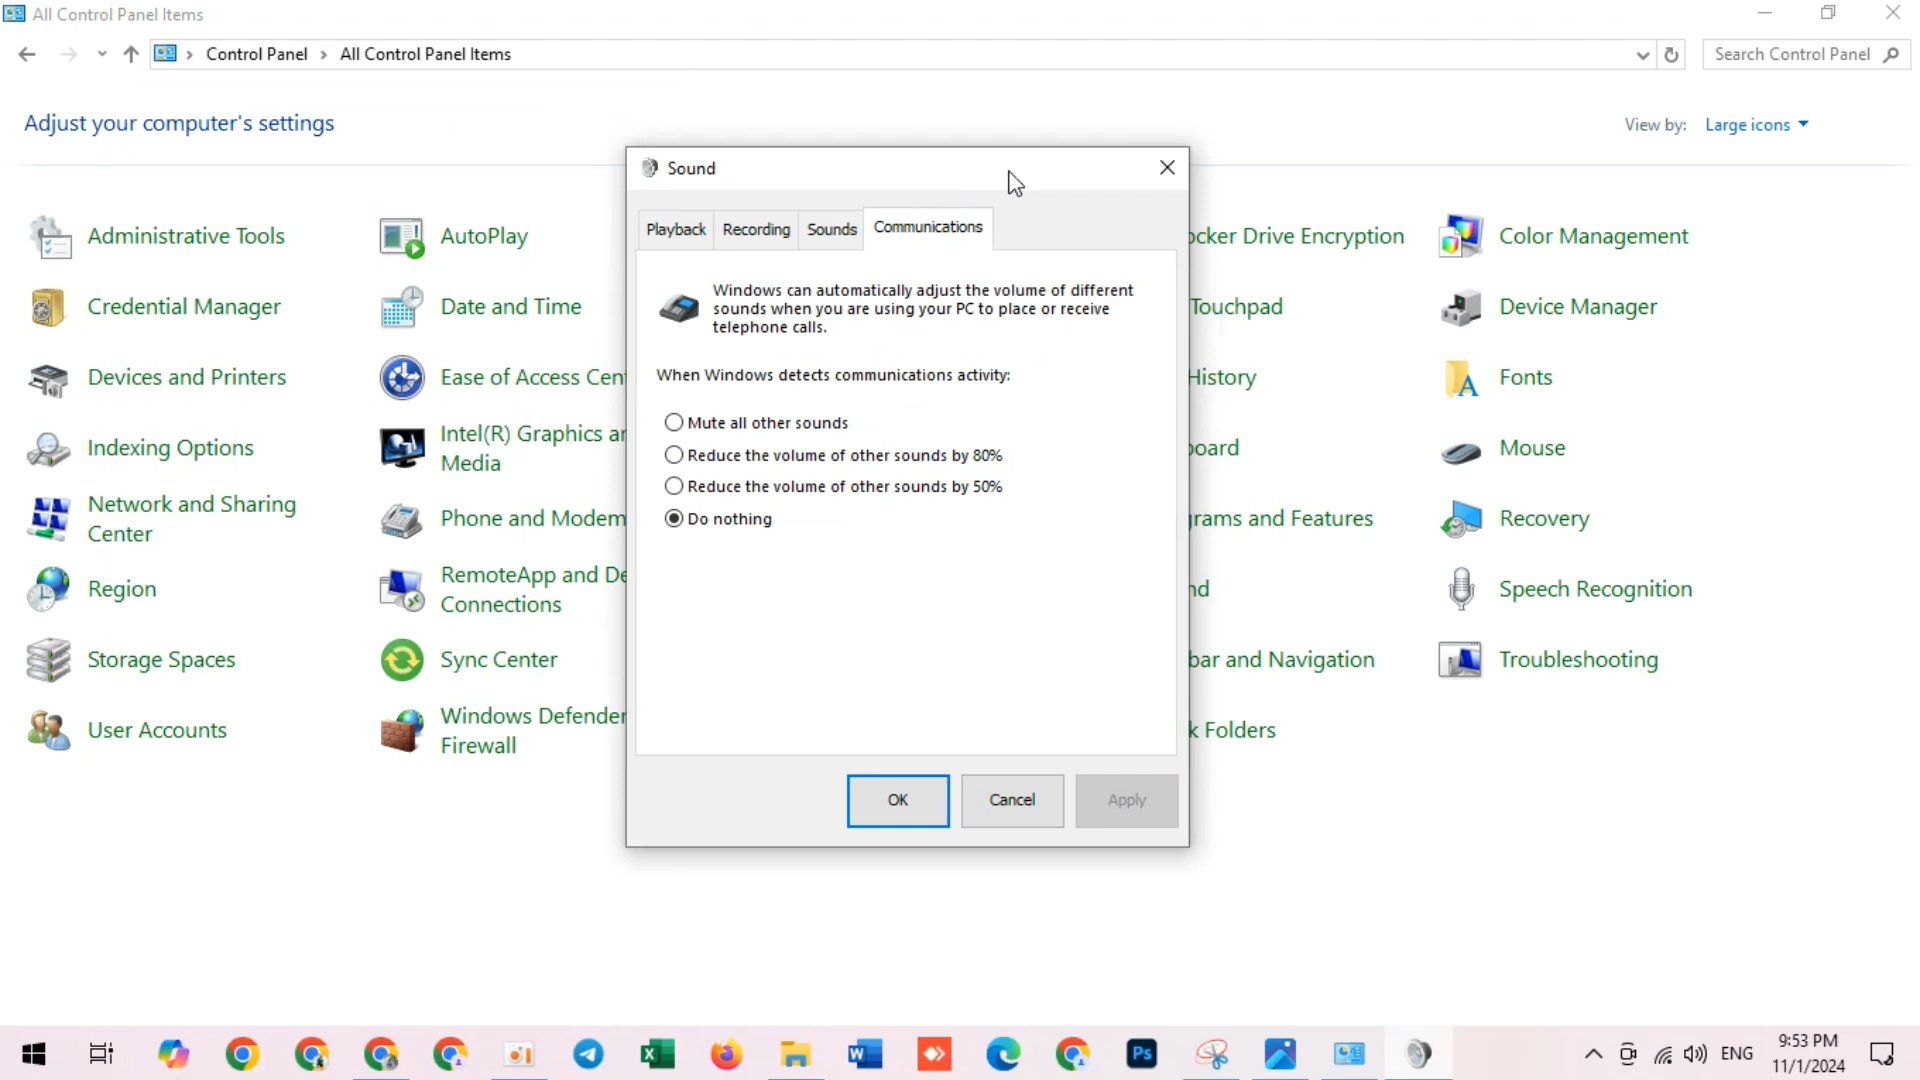 All Control Panel Items
Control Panel
All Control Panel Items
Search Control Panel
Adjust your computer's settings
View by:
Large icons
Sound
Playback
Recording
Sounds
Communications
Windows can automatically adjust the volume of different
sounds when you are using your PC to place or receive
telephone calls.
When Windows detects communications activity:
Mute all other sounds
Reduce the volume of other sounds by 80%
Reduce the volume of other sounds by 50%
Do nothing
OK
Cancel
Apply
Administrative Tools
AutoPlay
ocker Drive Encryption
Color Management
Credential Manager
Date and Time
Touchpad
Device Manager
Devices and Printers
Ease of Access Cen
History
Fonts
Indexing Options
Intel(R) Graphics a
Media
board
Mouse
Network and Sharing
Center
Phone and Modem
grams and Features
Recovery
Region
RemoteApp and De
Connections
nd
Speech Recognition
Storage Spaces
Sync Center
bar and Navigation
Troubleshooting
User Accounts
Windows Defender
Firewall
k Folders
Ps
ENG
9:53 PM
11/1/2024